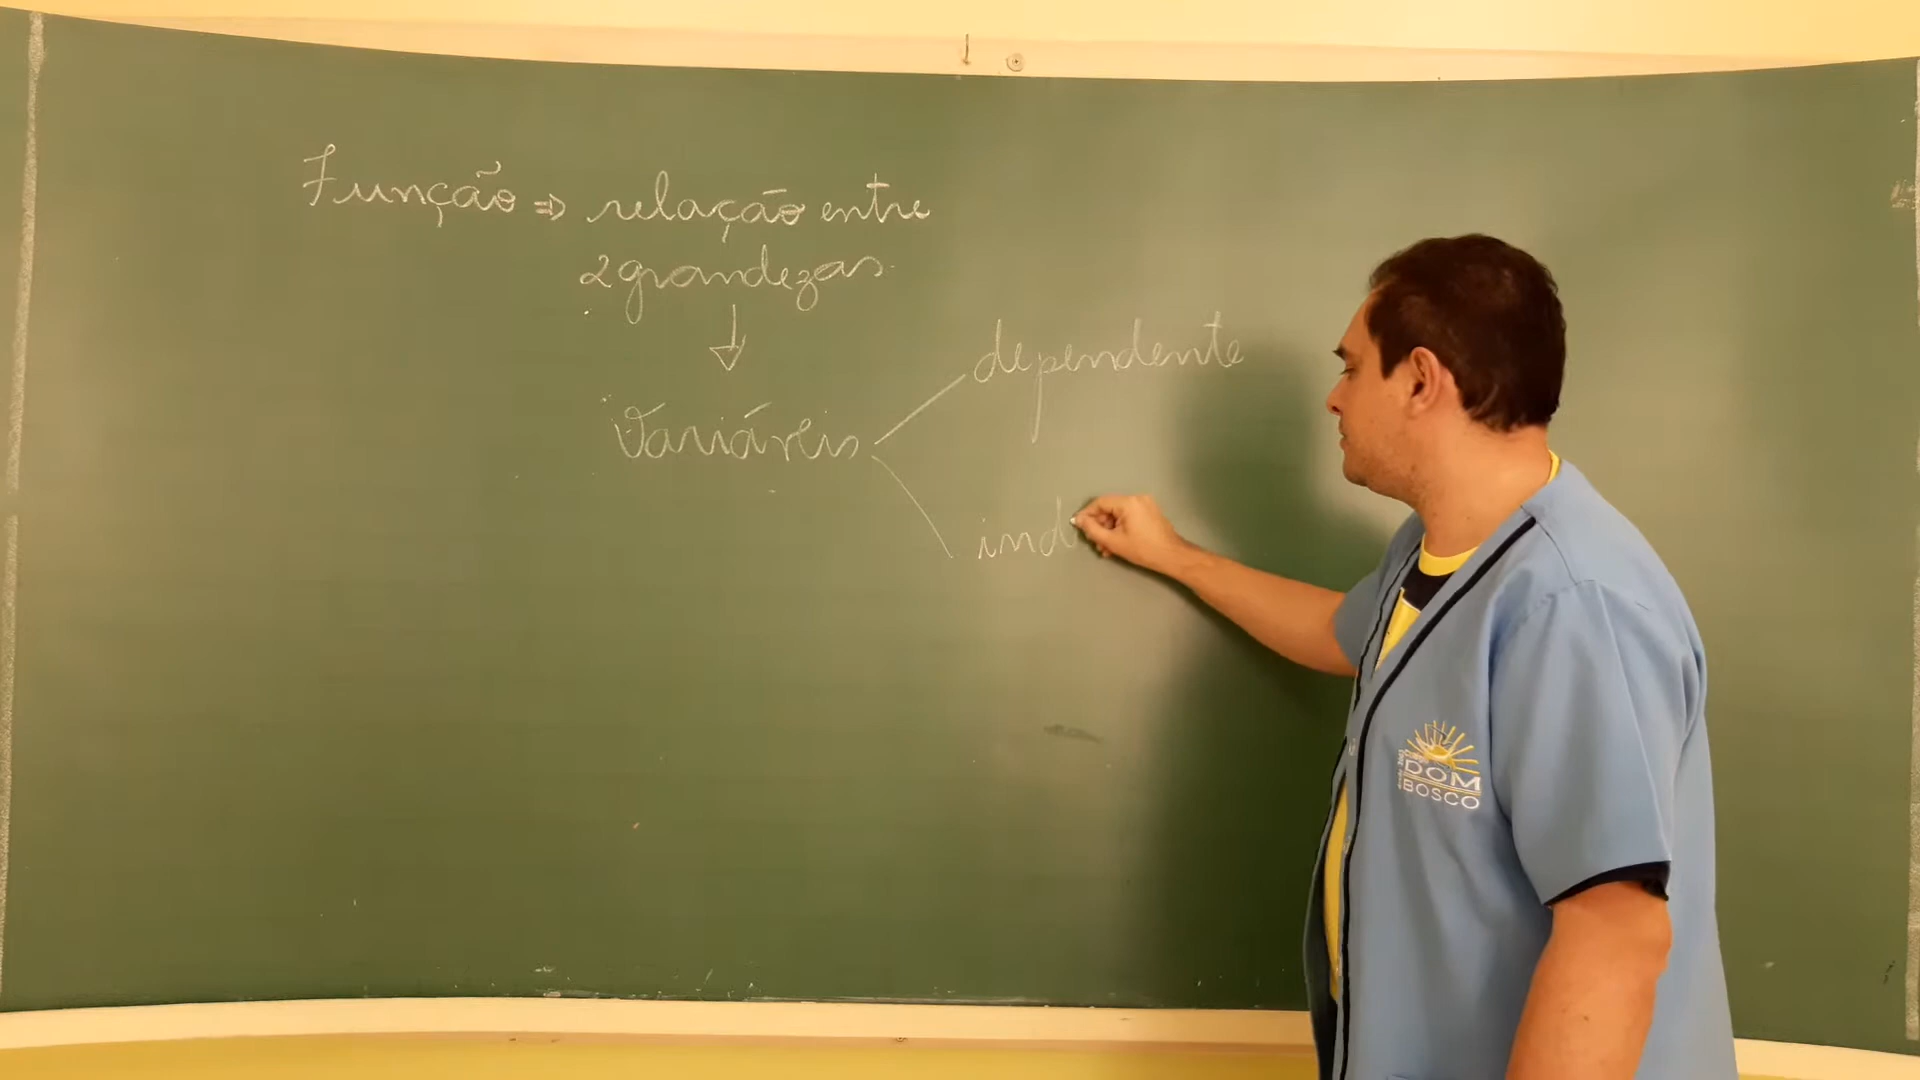 Função ⇒ relação entre
2 grandezas
Variáveis
dependente
ind
DOM
BOSCO